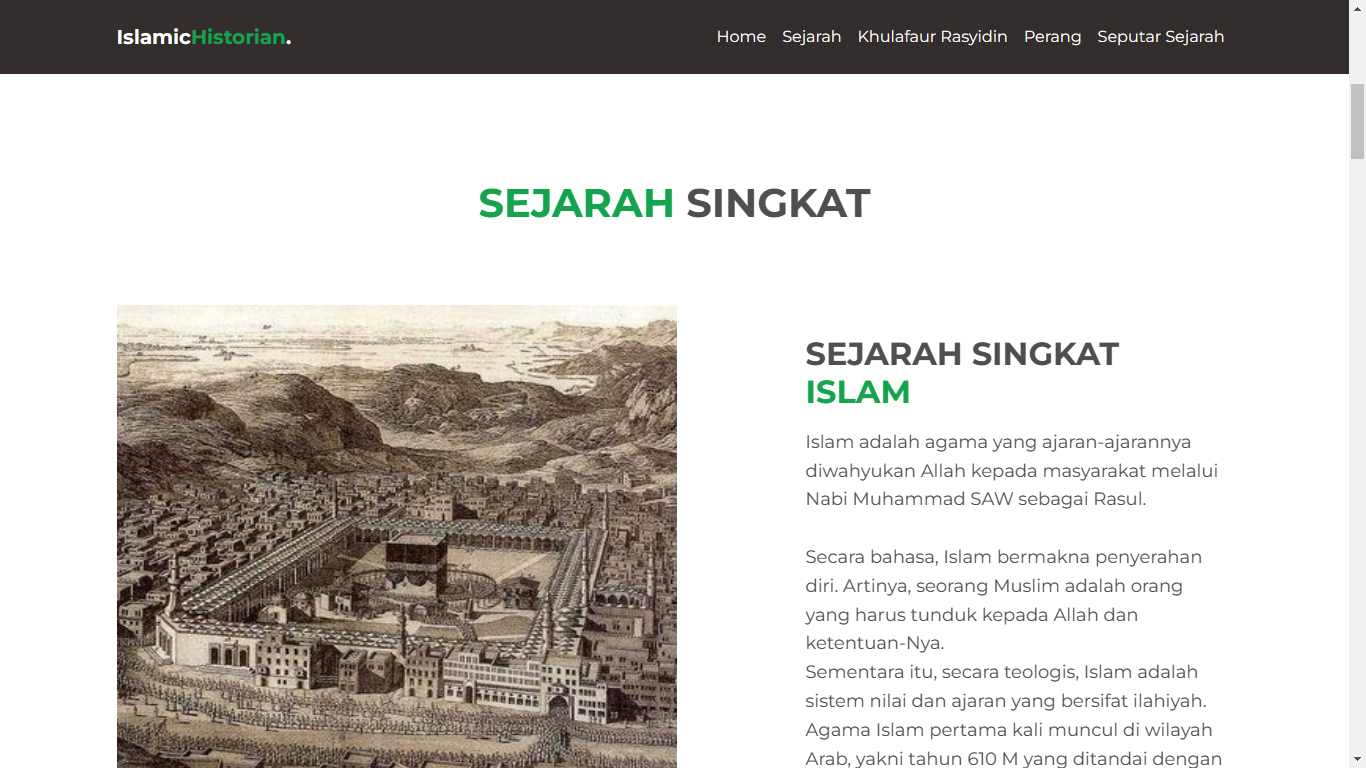 IslamicHistorian.
Home Sejarah Khulafaur Rasyidin Perang Seputar Sejarah
SEJARAH SINGKAT
SEJARAH SINGKAT
ISLAM
Islam adalah agama yang ajaran-ajarannya
diwahyukan Allah kepada masyarakat melalui
Nabi Muhammad SAW sebagai Rasul.
Secara bahasa, Islam bermakna penyerahan
diri. Artinya, seorang Muslim adalah orang
yang harus tunduk kepada Allah dan
ketentuan-Nya.
Sementara itu, secara teologis, Islam adalah
sistem nilai dan ajaran yang bersifat ilahiyah.
Agama Islam pertama kali muncul di wilayah
Arab, yakni tahun 610 M yang ditandai dengan